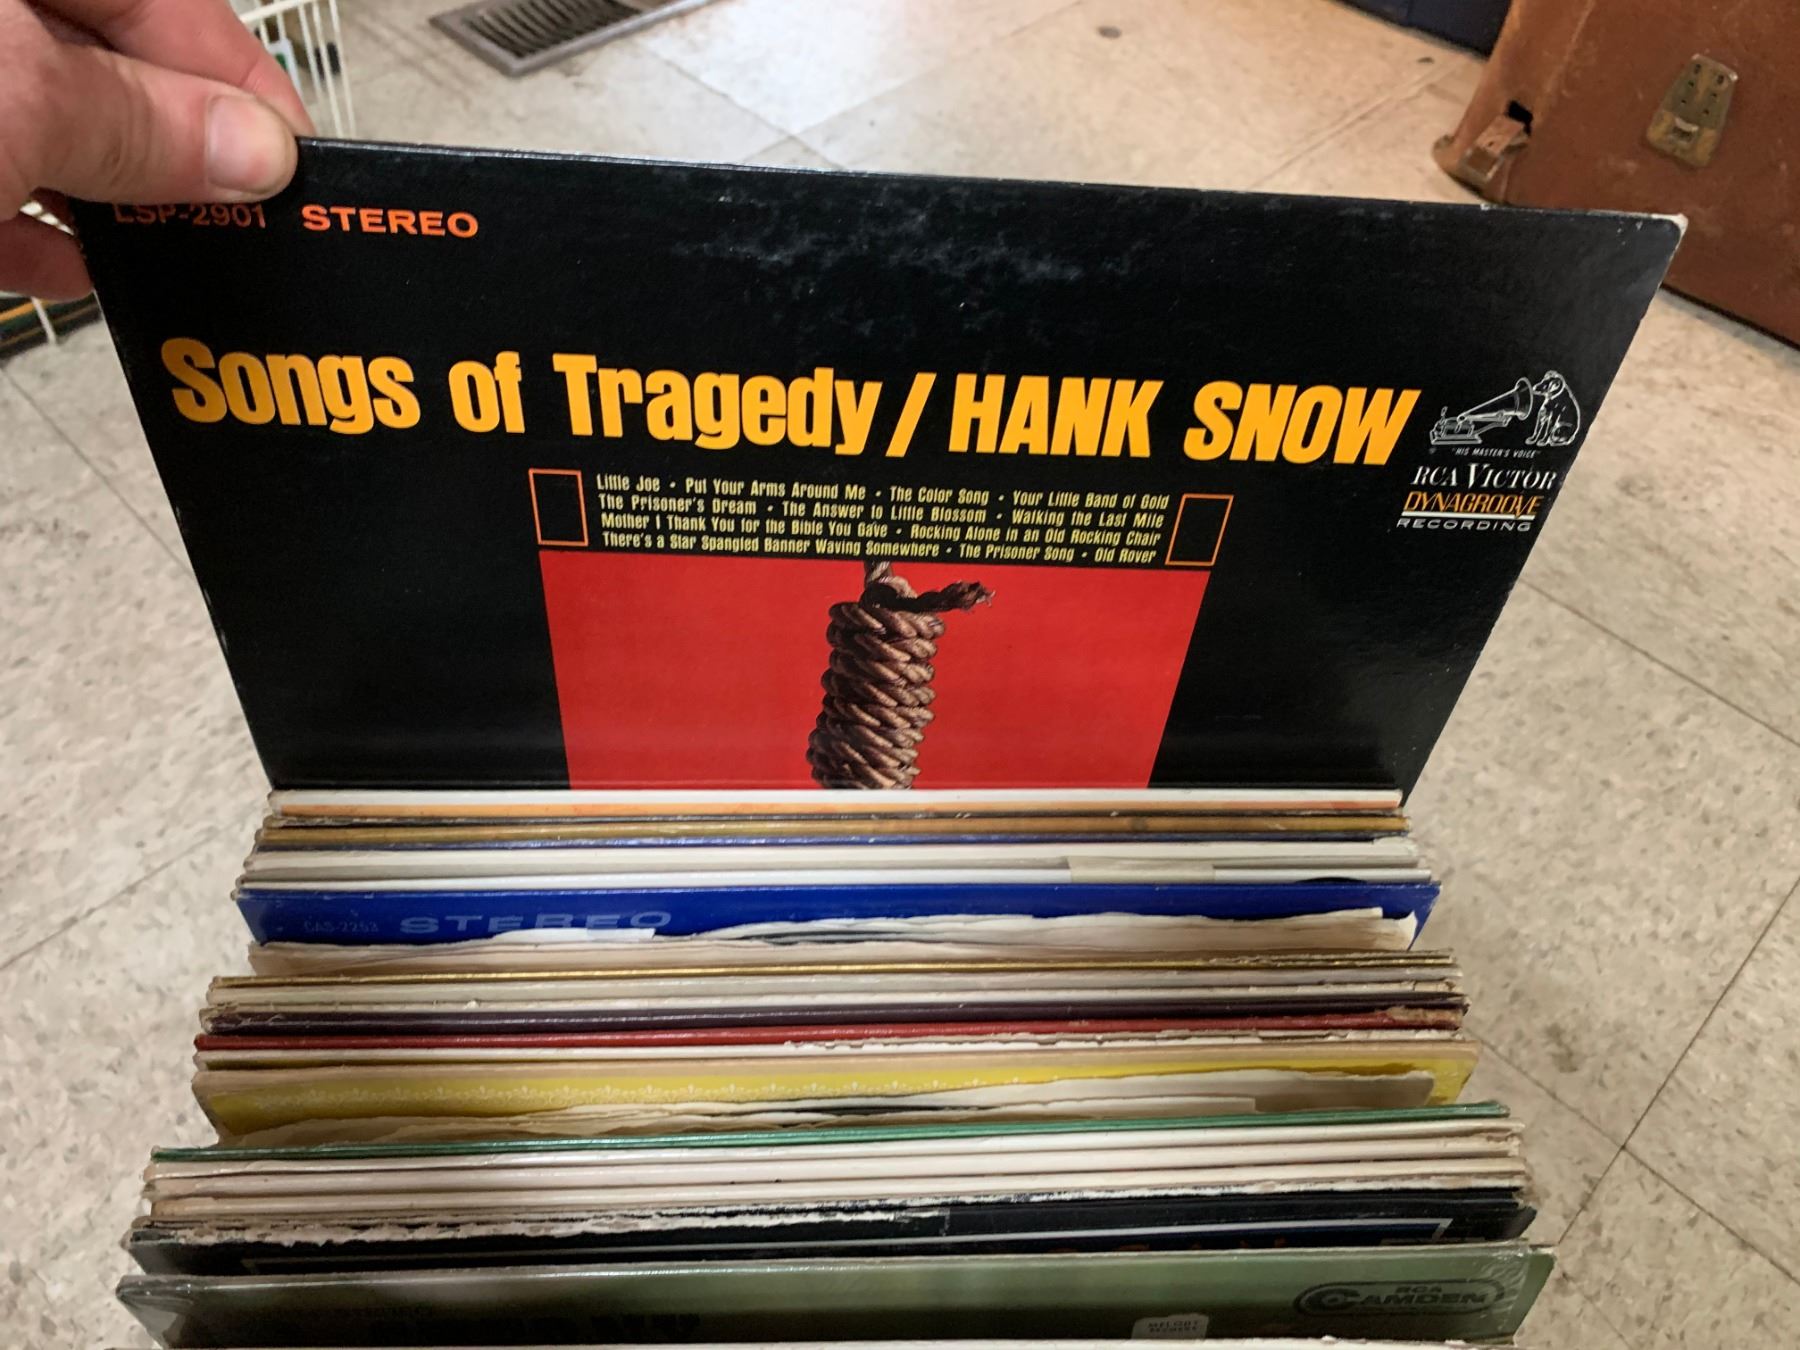 LSP-2901 STEREO
Songs of Tragedy / HANK SNOW
"HIS MASTER'S VOICE"
RCA VICTOR
DYNAGROOVE
RECORDING
Little Joe • Put Your Arms Around Me • The Color Song • Your Little Band of Gold
The Prisoner's Dream • The Answer to Little Blossom • Walking the Last Mile
Mother I Thank You for the Bible You Gave • Rocking Alone in an Old Rocking Chair
There's a Star Spangled Banner Waving Somewhere • The Prisoner Song • Old Rover
CAS-2253 STEREO
RCA
CAMDEN
MELODY